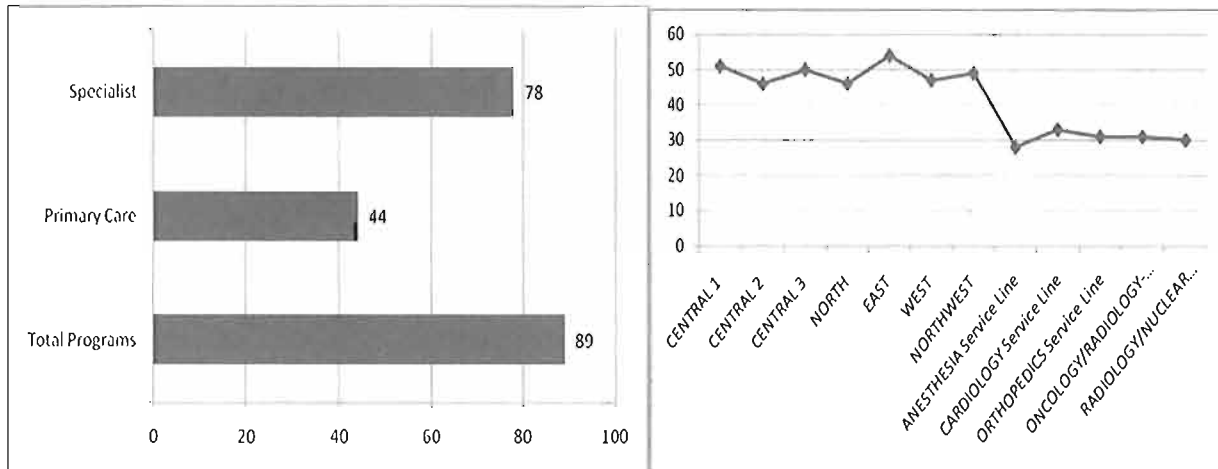 Specialist
78
Primary Care
44
Total Programs
89
0
20
40
60
80
100
60
50
40
30
20
10
0
CENTRAL 1
CENTRAL 2
CENTRAL 3
NORTH
EAST
WEST
NORTHWEST
ANESTHESIA Service Line
CARDIOLOGY Service Line
ORTHOPEDICS Service Line
ONCOLOGY/RADIOLOGY-...
RADIOLOGY/NUCLEAR...